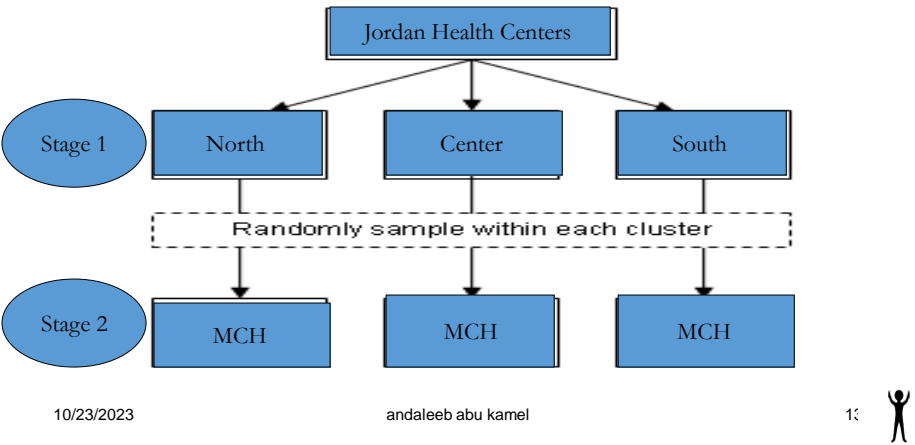 Jordan Health Centers
Stage 1
North
Center
South
Randomly sample within each cluster
Stage 2
MCH
MCH
MCH
10/23/2023
andaleeb abu kamel